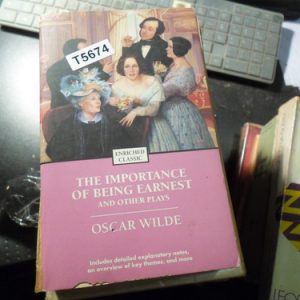 T5674
ENRICHED
CLASSIC
THE IMPORTANCE
OF BEING EARNEST
AND OTHER PLAYS
OSCAR WILDE
Includes detailed explanatory notes,
an overview of key themes, and more